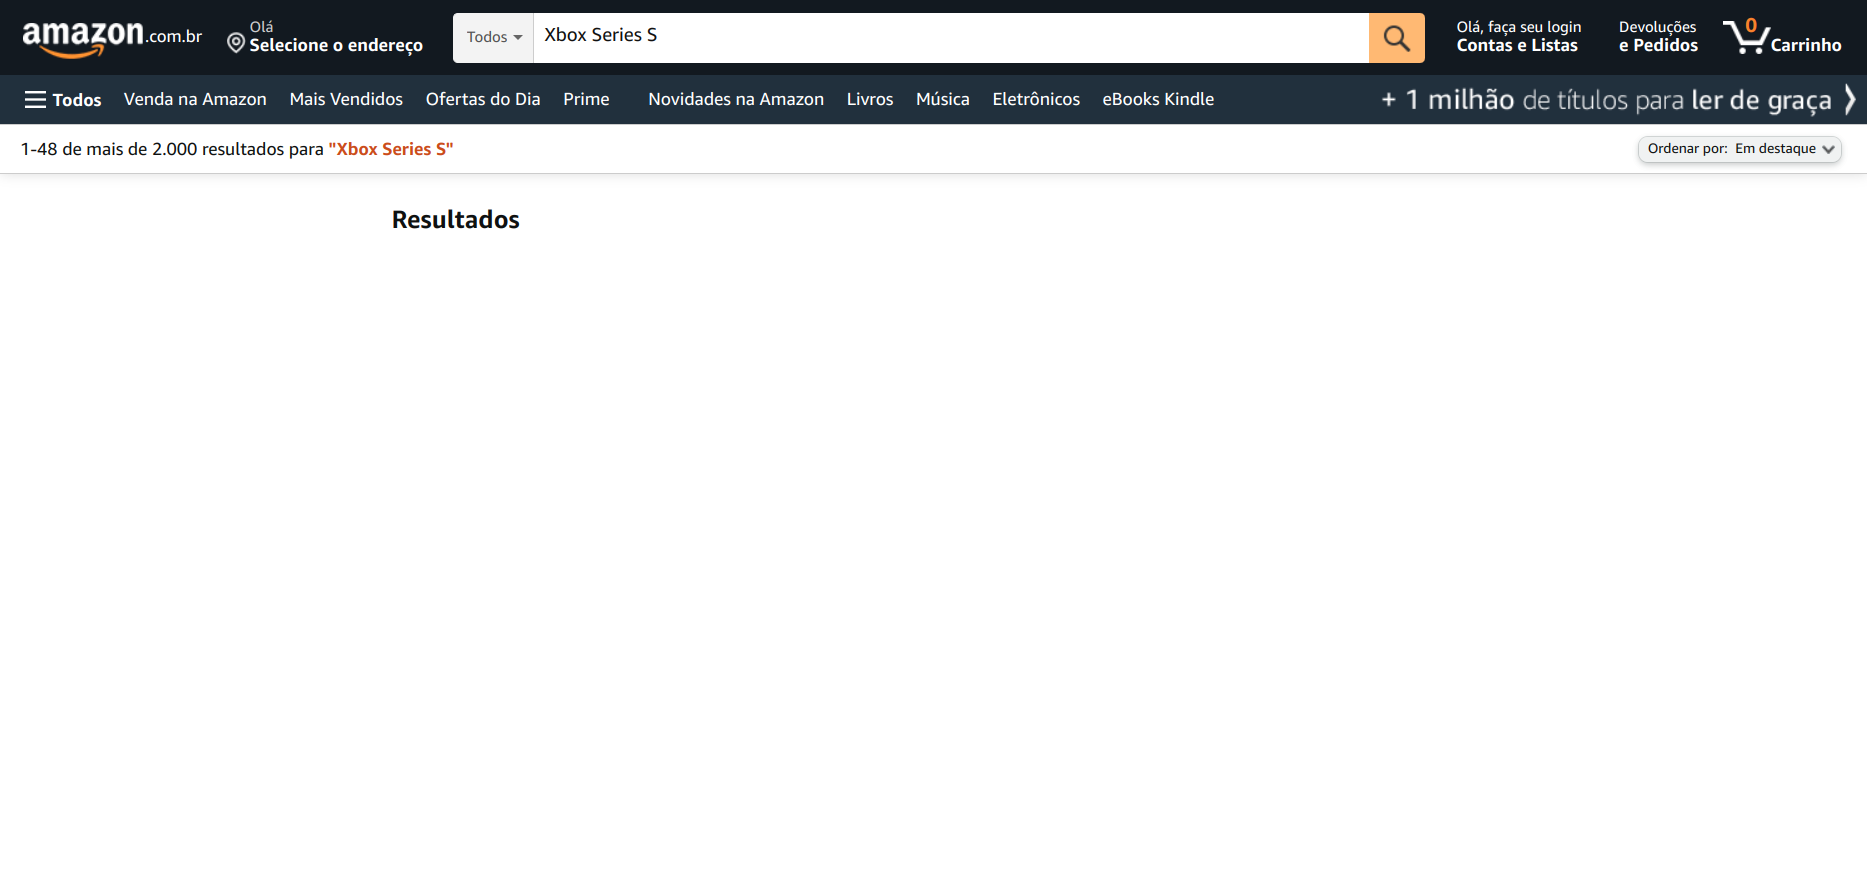 amazon.com.br
Olá
Selecione o endereço
Todos
Xbox Series S
Olá, faça seu login
Contas e Listas
Devoluções
e Pedidos
0
Carrinho
Todos Venda na Amazon Mais Vendidos Ofertas do Dia Prime Novidades na Amazon Livros Música Eletrônicos eBooks Kindle
+ 1 milhão de títulos para ler de graça
1-48 de mais de 2.000 resultados para "Xbox Series S"
Ordenar por: Em destaque
Resultados